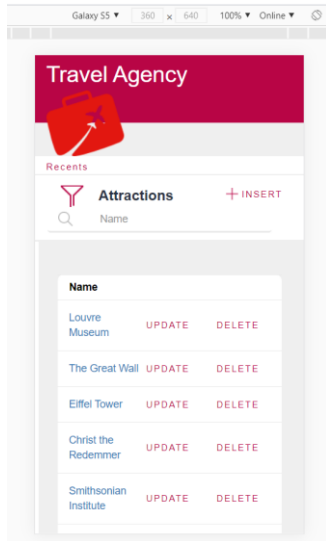 Galaxy S5 ▼ 360 x 640 100% ▼ Online ▼
Travel Agency
Recents
Attractions
INSERT
Name
Name
Louvre
Museum
UPDATE DELETE
The Great Wall UPDATE DELETE
Eiffel Tower UPDATE DELETE
Christ the
Redemmer
UPDATE DELETE
Smithsonian
Institute
UPDATE DELETE